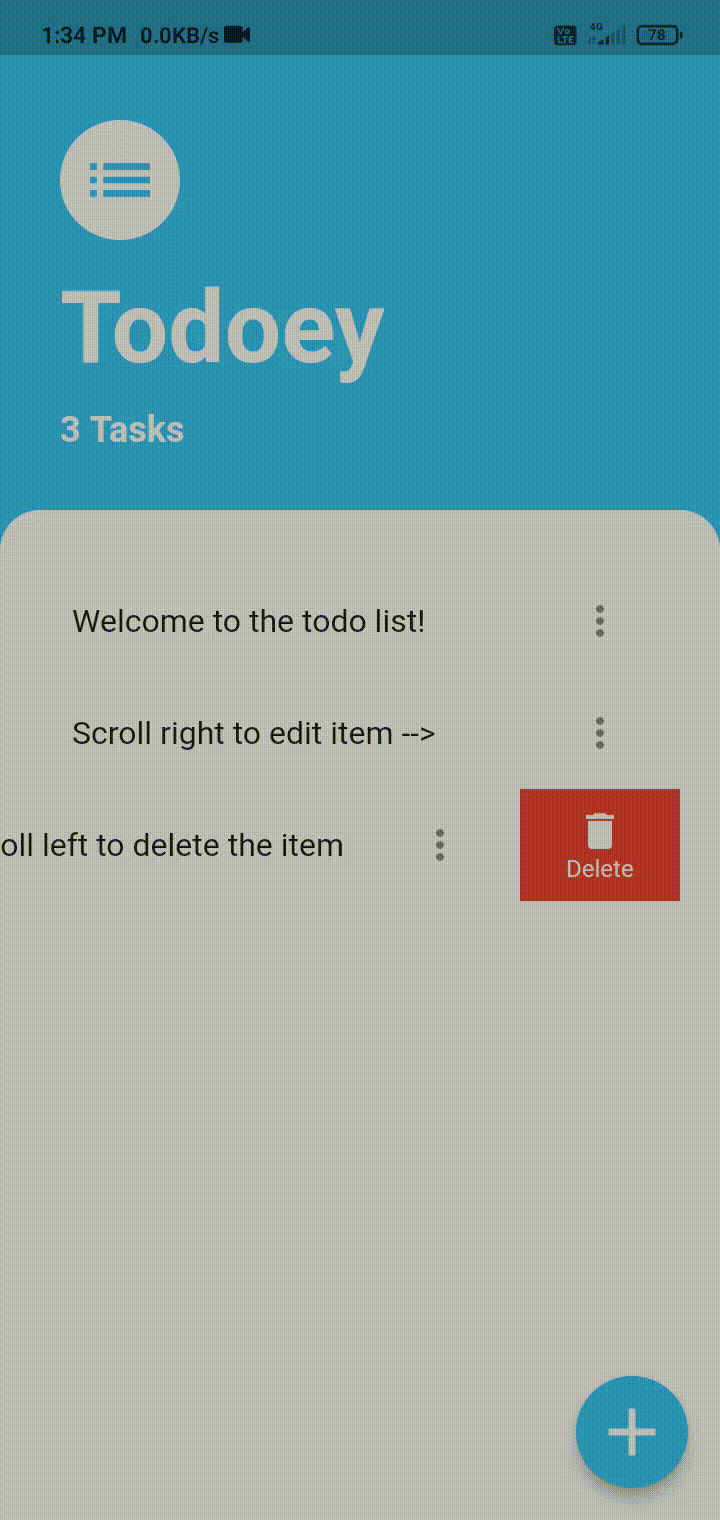 1:34 PM 0.0KB/s Vo LTE 4G 78
Todoey
3 Tasks
Welcome to the todo list!
Scroll right to edit item -->
oll left to delete the item
Delete